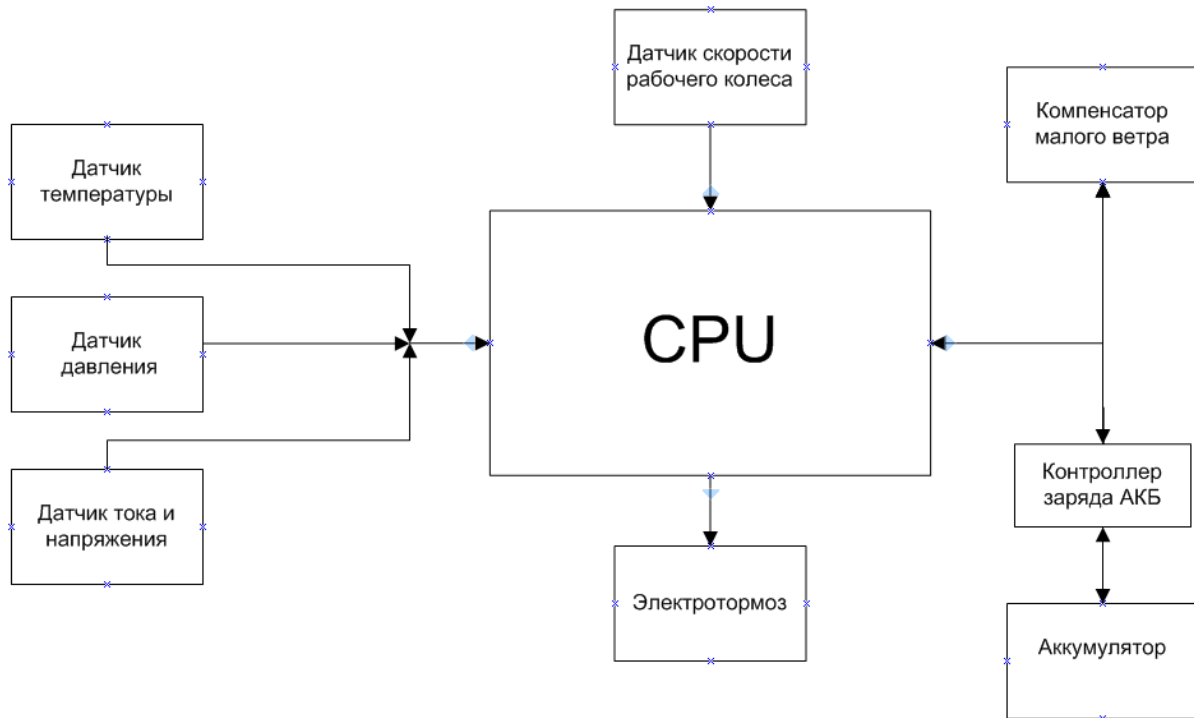 Датчик скорости
рабочего колеса
Компенсатор
малого ветра
Датчик
температуры
CPU
Датчик
давления
Контроллер
заряда АКБ
Датчик тока и
напряжения
Электротормоз
Аккумулятор